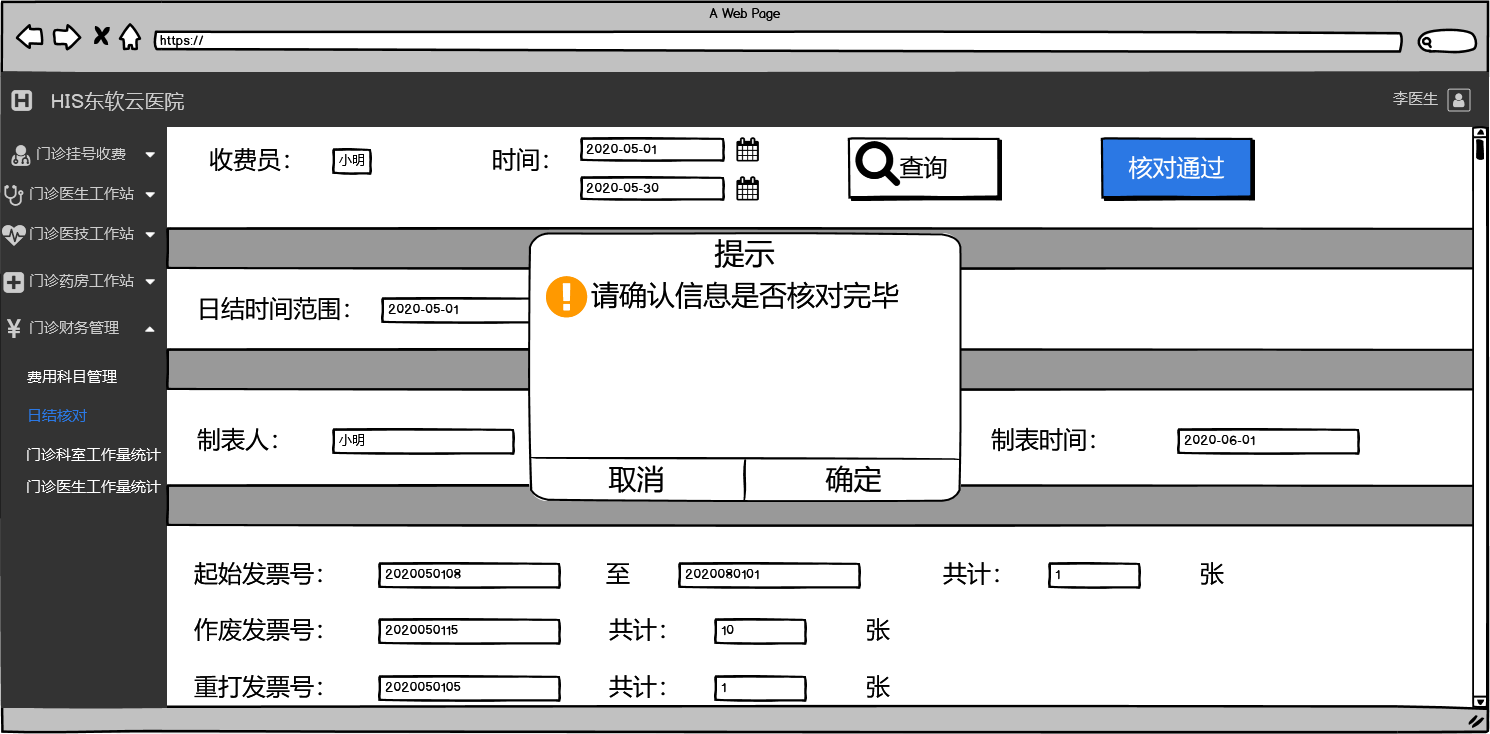 A Web Page
https://
HIS东软云医院
李医生
门诊挂号收费
门诊医生工作站
门诊医技工作站
门诊药房工作站
门诊财务管理
费用科目管理
日结核对
门诊科室工作量统计
门诊医生工作量统计
收费员： 小明 时间： 2020-05-01 查询 核对通过
2020-05-30
提示
请确认信息是否核对完毕
取消 确定
日结时间范围： 2020-05-01
制表人： 小明 制表时间： 2020-06-01
起始发票号： 2020050108 至 2020080101 共计： 1 张
作废发票号： 2020050115 共计： 10 张
重打发票号： 2020050105 共计： 1 张